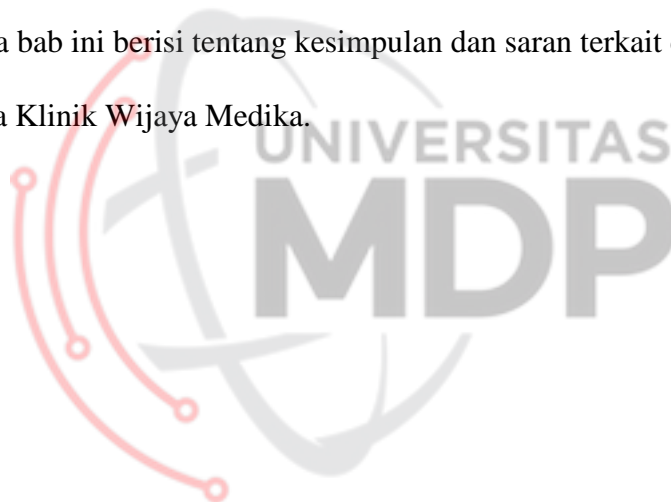 a bab ini berisi tentang kesimpulan dan saran terkait
a Klinik Wijaya Medika.
UNIVERSITAS
MDP